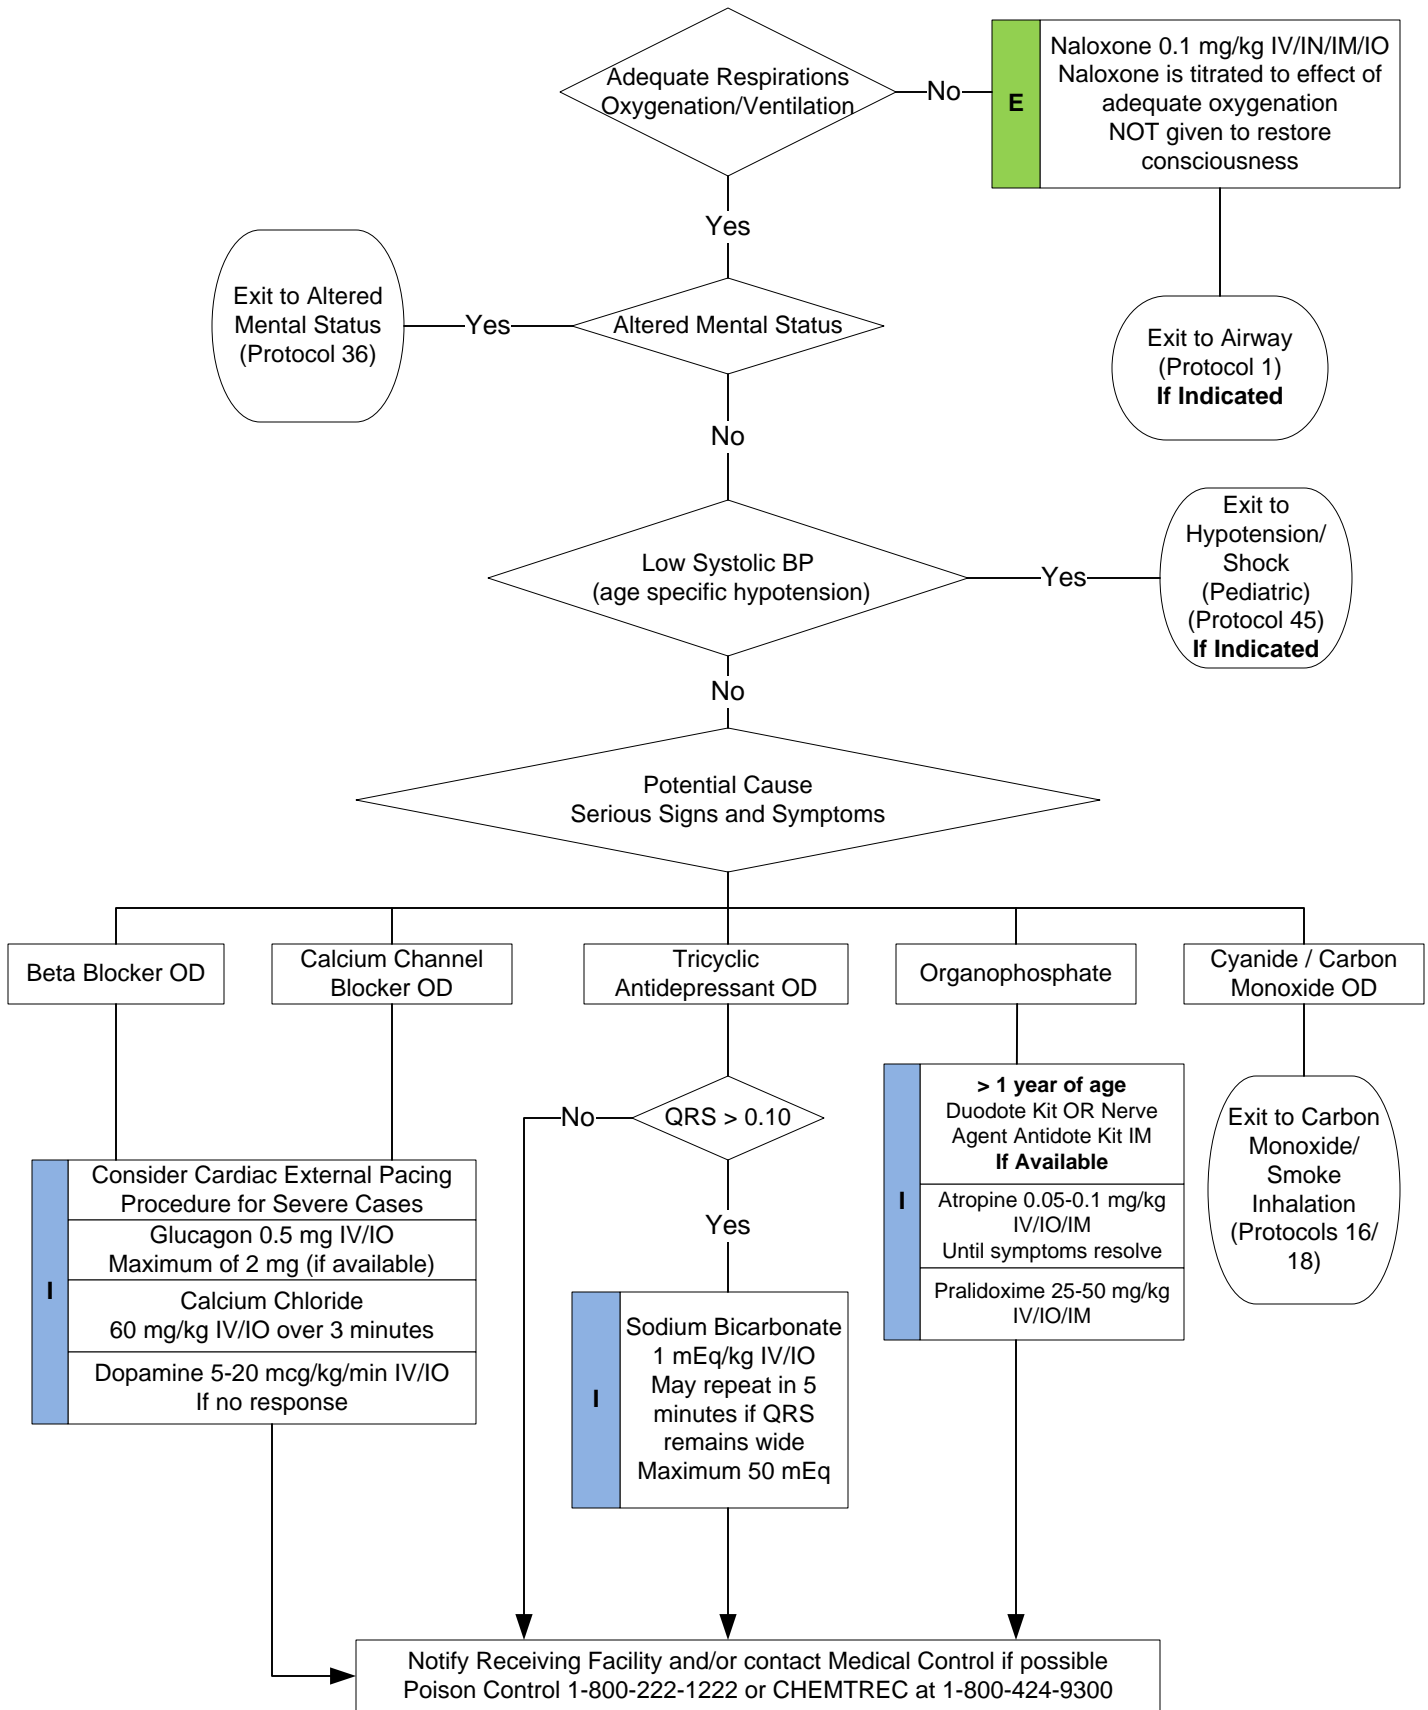 Adequate Respirations
Oxygenation/Ventilation
No
E
Naloxone 0.1 mg/kg IV/IN/IM/IO
Naloxone is titrated to effect of
adequate oxygenation
NOT given to restore
consciousness
Yes
Exit to Altered
Mental Status
(Protocol 36)
Yes
Altered Mental Status
Exit to Airway
(Protocol 1)
If Indicated
No
Low Systolic BP
(age specific hypotension)
Yes
Exit to
Hypotension/
Shock
(Pediatric)
(Protocol 45)
If Indicated
No
Potential Cause
Serious Signs and Symptoms
Beta Blocker OD
Calcium Channel
Blocker OD
Tricyclic
Antidepressant OD
Organophosphate
Cyanide / Carbon
Monoxide OD
I
Consider Cardiac External Pacing
Procedure for Severe Cases
Glucagon 0.5 mg IV/IO
Maximum of 2 mg (if available)
Calcium Chloride
60 mg/kg IV/IO over 3 minutes
Dopamine 5-20 mcg/kg/min IV/IO
If no response
No
QRS > 0.10
Yes
I
Sodium Bicarbonate
1 mEq/kg IV/IO
May repeat in 5
minutes if QRS
remains wide
Maximum 50 mEq
I
> 1 year of age
Duodote Kit OR Nerve
Agent Antidote Kit IM
If Available
Atropine 0.05-0.1 mg/kg
IV/IO/IM
Until symptoms resolve
Pralidoxime 25-50 mg/kg
IV/IO/IM
Exit to Carbon
Monoxide/
Smoke
Inhalation
(Protocols 16/
18)
Notify Receiving Facility and/or contact Medical Control if possible
Poison Control 1-800-222-1222 or CHEMTREC at 1-800-424-9300